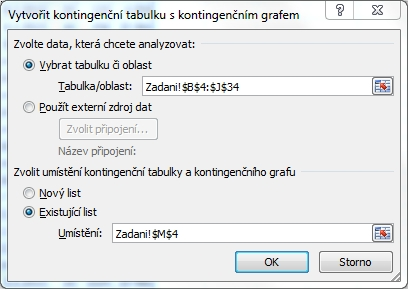 Vytvořit kontingenční tabulku s kontingenčním grafem
Zvolte data, která chcete analyzovat:
Vybrat tabulku či oblast
Tabulka/oblast: Zadani!$B$4:$J$34
Použít externí zdroj dat
Zvolit připojení...
Název připojení:
Zvolit umístění kontingenční tabulky a kontingenčního grafu
Nový list
Existující list
Umístění: Zadani!$M$4
OK Storno